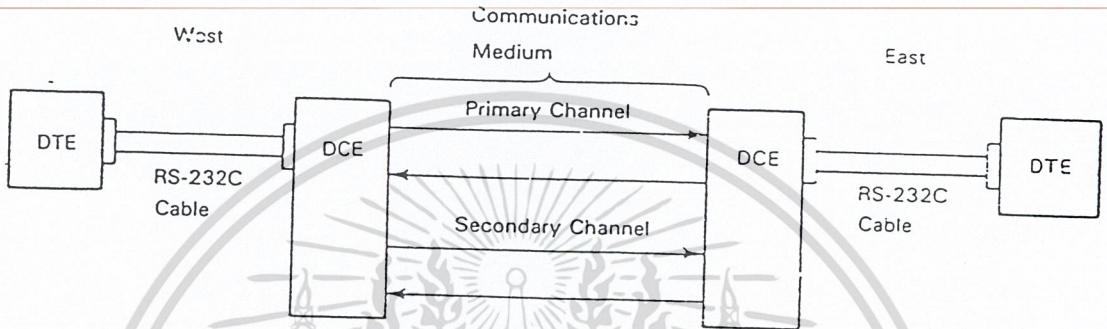 Communications
West
Medium
East
Primary Channel
DTE
DCE
DCE
DTE
RS-232C
Cable
RS-232C
Cable
Secondary Channel